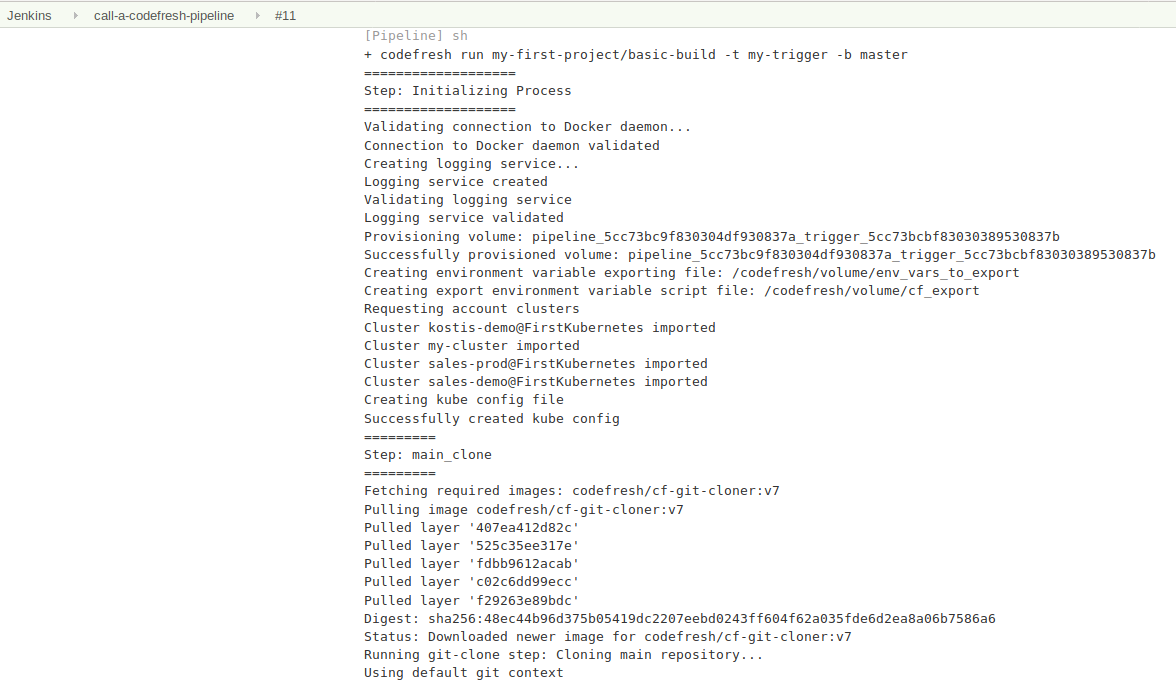 Jenkins call-a-codefresh-pipeline #11
[Pipeline] sh
+ codefresh run my-first-project/basic-build -t my-trigger -b master
===================
Step: Initializing Process
===================
Validating connection to Docker daemon...
Connection to Docker daemon validated
Creating logging service...
Logging service created
Validating logging service
Logging service validated
Provisioning volume: pipeline_5cc73bc9f830304df930837a_trigger_5cc73bcbf83030389530837b
Successfully provisioned volume: pipeline_5cc73bc9f830304df930837a_trigger_5cc73bcbf83030389530837b
Creating environment variable exporting file: /codefresh/volume/env_vars_to_export
Creating export environment variable script file: /codefresh/volume/cf_export
Requesting account clusters
Cluster kostis-demo@FirstKubernetes imported
Cluster my-cluster imported
Cluster sales-prod@FirstKubernetes imported
Cluster sales-demo@FirstKubernetes imported
Creating kube config file
Successfully created kube config
=========
Step: main_clone
=========
Fetching required images: codefresh/cf-git-cloner:v7
Pulling image codefresh/cf-git-cloner:v7
Pulled layer '407ea412d82c'
Pulled layer '525c35ee317e'
Pulled layer 'fdbb9612acab'
Pulled layer 'c02c6dd99ecc'
Pulled layer 'f29263e89bdc'
Digest: sha256:48ec44b96d375b05419dc2207eebd0243ff604f62a035fde6d2ea8a06b7586a6
Status: Downloaded newer image for codefresh/cf-git-cloner:v7
Running git-clone step: Cloning main repository...
Using default git context